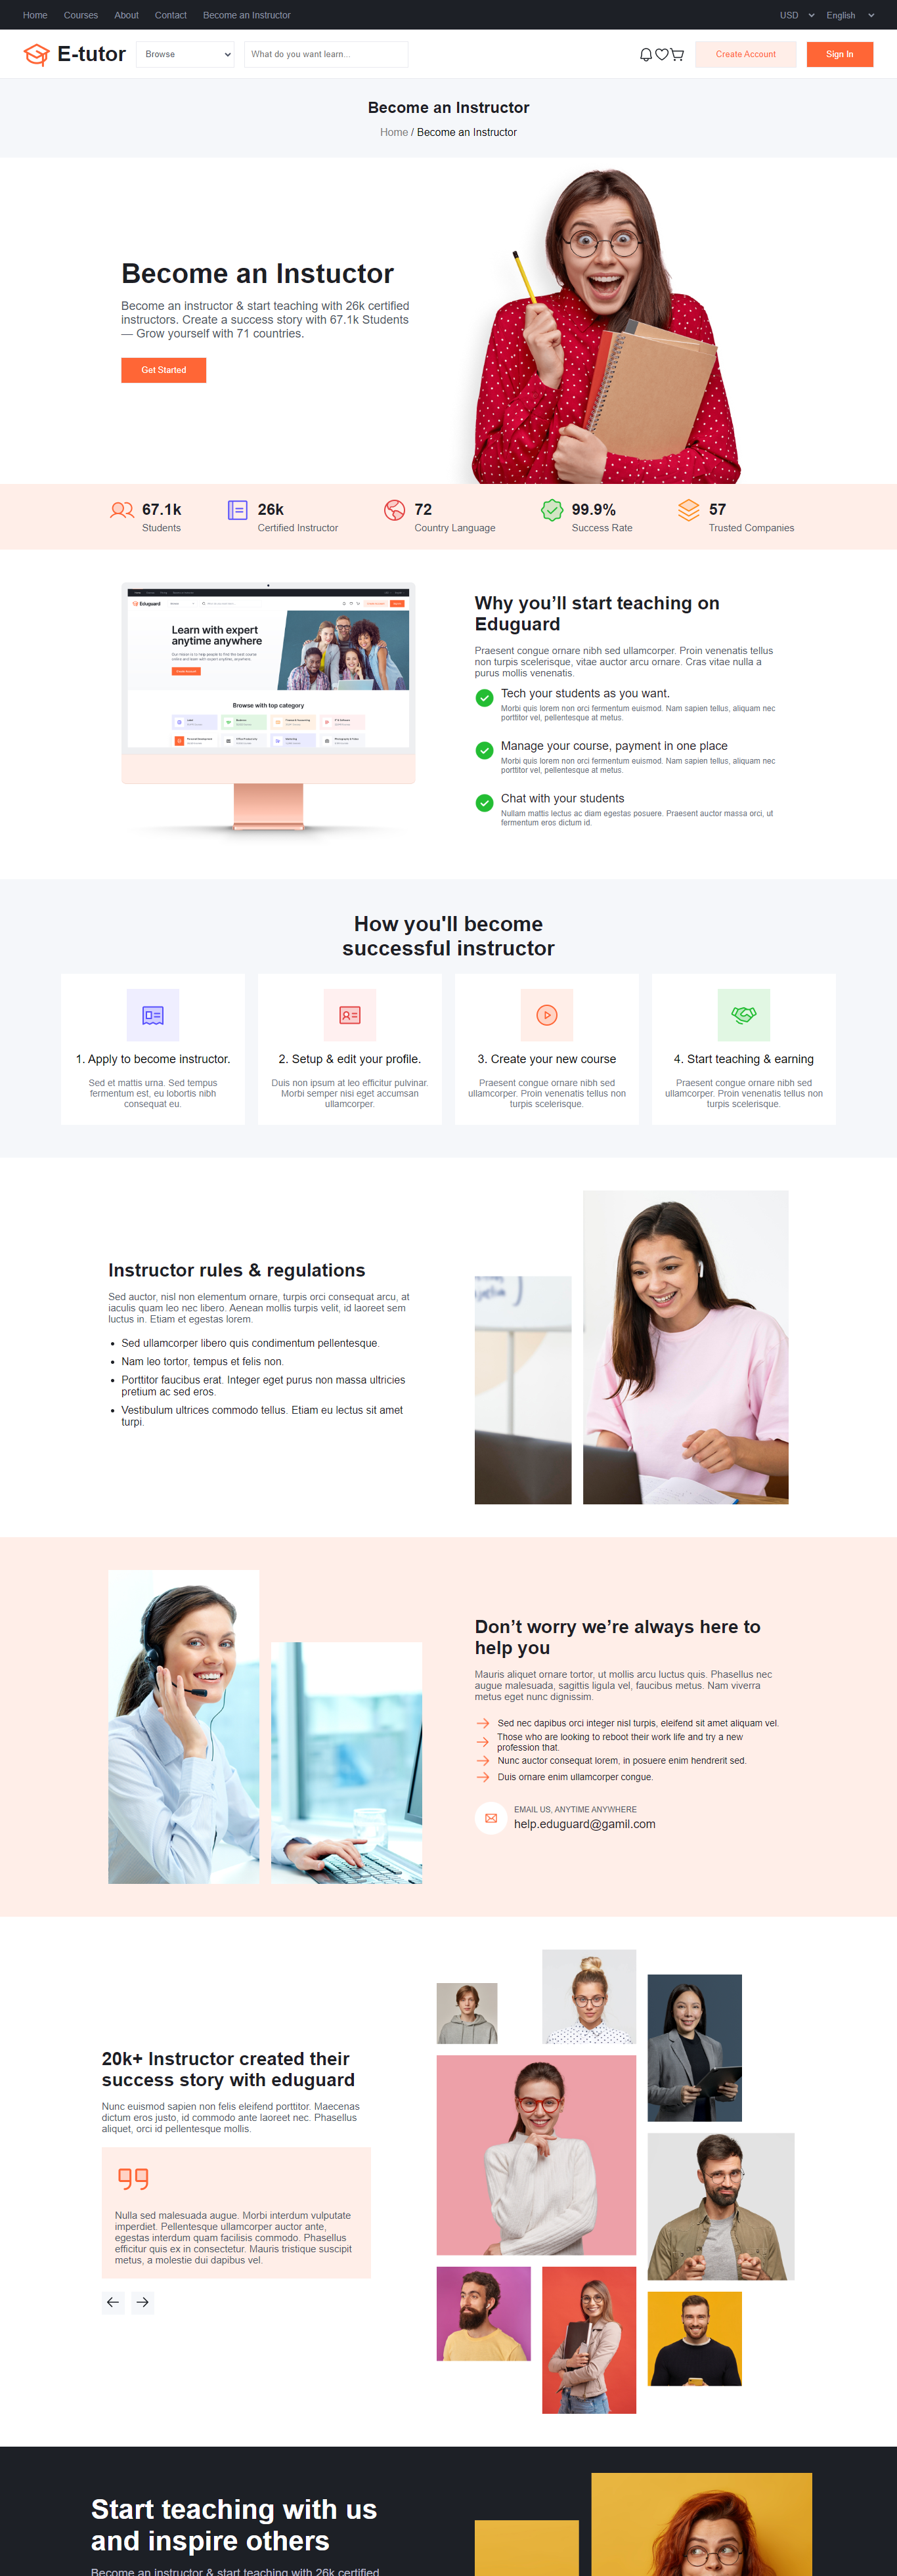 Home Courses About Contact Become an Instructor USD English
E-tutor Browse What do you want learn... Create Account Sign In
Become an Instructor
Home / Become an Instructor
Become an Instuctor
Become an instructor & start teaching with 26k certified
instructors. Create a success story with 67.1k Students
— Grow yourself with 71 countries.
Get Started
67.1k
Students
26k
Certified Instructor
72
Country Language
99.9%
Success Rate
57
Trusted Companies
Eduguard
Learn with expert
anytime anywhere
Browse with top category
Why you’ll start teaching on
Eduguard
Praesent congue ornare nibh sed ullamcorper. Proin venenatis tellus
non turpis scelerisque, vitae auctor arcu ornare. Cras vitae nulla a
purus mollis venenatis.
Tech your students as you want.
Morbi quis lorem non orci fermentum euismod. Nam sapien tellus, aliquam nec
porttitor vel, pellentesque at metus.
Manage your course, payment in one place
Morbi quis lorem non orci fermentum euismod. Nam sapien tellus, aliquam nec
porttitor vel, pellentesque at metus.
Chat with your students
Nullam mattis lectus ac diam egestas posuere. Praesent auctor massa orci, ut
fermentum eros dictum id.
How you'll become
successful instructor
1. Apply to become instructor.
Sed et mattis urna. Sed tempus
fermentum est, eu lobortis nibh
consequat eu.
2. Setup & edit your profile.
Duis non ipsum at leo efficitur pulvinar.
Morbi semper nisi eget accumsan
ullamcorper.
3. Create your new course
Praesent congue ornare nibh sed
ullamcorper. Proin venenatis tellus non
turpis scelerisque.
4. Start teaching & earning
Praesent congue ornare nibh sed
ullamcorper. Proin venenatis tellus non
turpis scelerisque.
Instructor rules & regulations
Sed auctor, nisl non elementum ornare, turpis orci consequat arcu, at
iaculis quam leo nec libero. Aenean mollis turpis velit, id laoreet sem
luctus in. Etiam et egestas lorem.
Sed ullamcorper libero quis condimentum pellentesque.
Nam leo tortor, tempus et felis non.
Porttitor faucibus erat. Integer eget purus non massa ultricies
pretium ac sed eros.
Vestibulum ultrices commodo tellus. Etiam eu lectus sit amet
turpi.
Don’t worry we’re always here to
help you
Mauris aliquet ornare tortor, ut mollis arcu luctus quis. Phasellus nec
augue malesuada, sagittis ligula vel, faucibus metus. Nam viverra
metus eget nunc dignissim.
Sed nec dapibus orci integer nisl turpis, eleifend sit amet aliquam vel.
Those who are looking to reboot their work life and try a new
profession that.
Nunc auctor consequat lorem, in posuere enim hendrerit sed.
Duis ornare enim ullamcorper congue.
EMAIL US, ANYTIME ANYWHERE
help.eduguard@gamil.com
20k+ Instructor created their
success story with eduguard
Nunc euismod sapien non felis eleifend porttitor. Maecenas
dictum eros justo, id commodo ante laoreet nec. Phasellus
aliquet, orci id pellentesque mollis.
Nulla sed malesuada augue. Morbi interdum vulputate
imperdiet. Pellentesque ullamcorper auctor ante,
egestas interdum quam facilisis commodo. Phasellus
efficitur quis ex in consectetur. Mauris tristique suscipit
metus, a molestie dui dapibus vel.
Start teaching with us
and inspire others
Become an instructor & start teaching with 26k certified